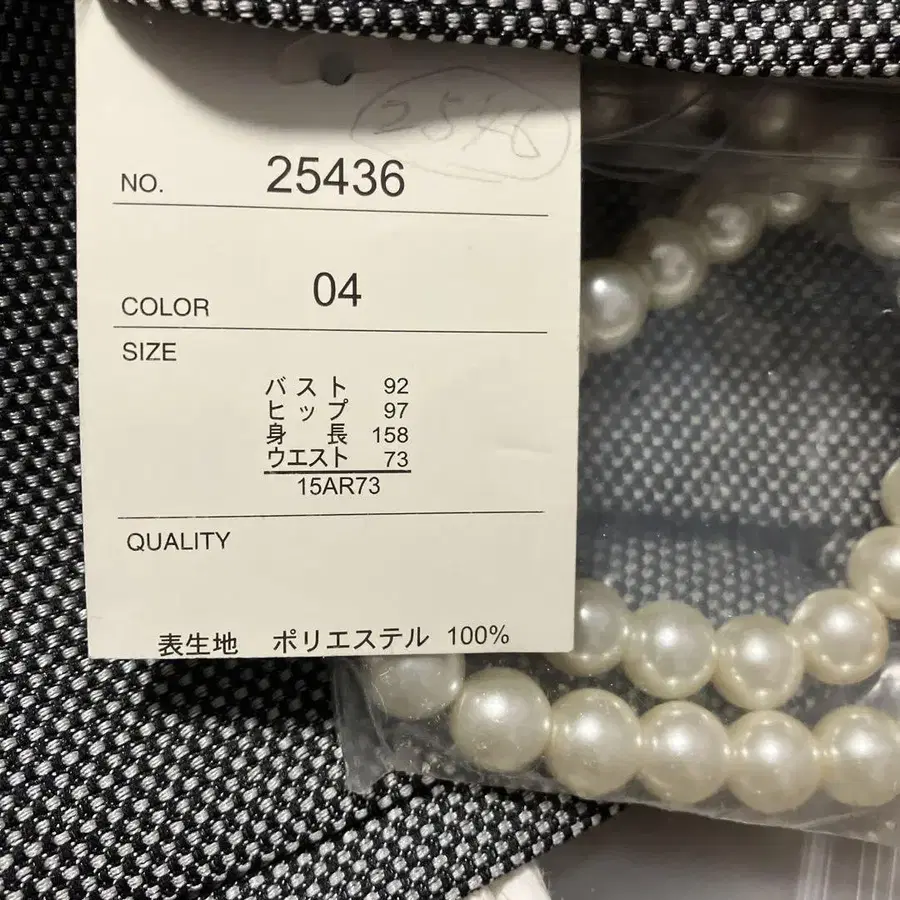 NO. 25436
COLOR 04
SIZE
バスト 92
ヒップ 97
身長 158
ウエスト 73
15AR73
QUALITY
表生地 ポリエステル 100%